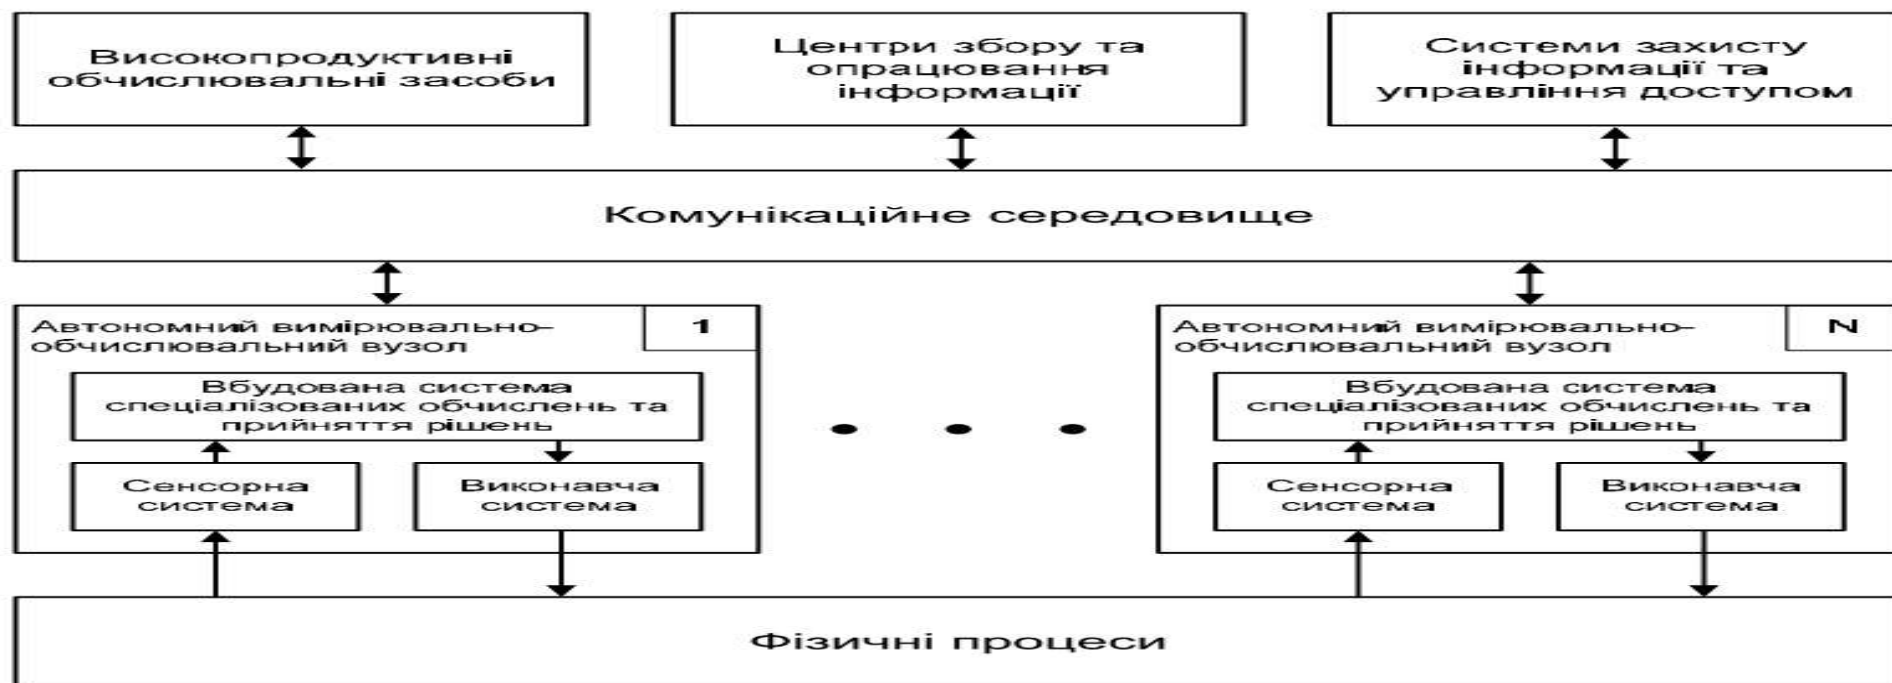 Високопродуктивні
обчислювальні засоби
Центри збору та
опрацювання
інформації
Системи захисту
інформації та
управління доступом
Комунікаційне середовище
Автономний вимірювально-
обчислювальний вузол
1
Вбудована система
спеціалізованих обчислень та
прийняття рішень
Сенсорна
система
Виконавча
система
Автономний вимірювально-
обчислювальний вузол
N
Вбудована система
спеціалізованих обчислень та
прийняття рішень
Сенсорна
система
Виконавча
система
Фізичні процеси